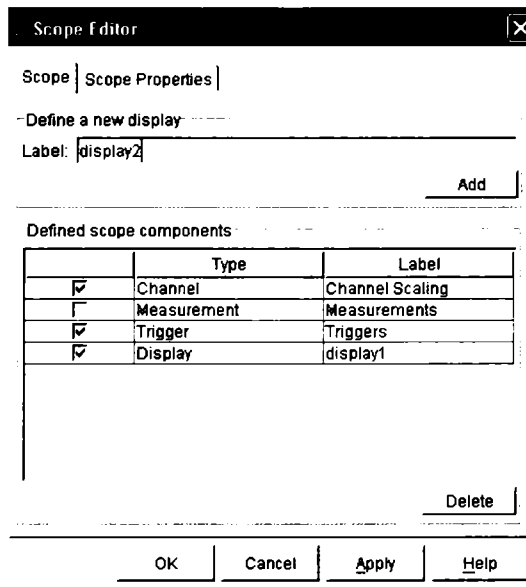 Scope Editor
Scope Scope Properties
Define a new display
Label: display2
Add
Defined scope components
Type Label
Channel Channel Scaling
Measurement Measurements
Trigger Triggers
Display display1
Delete
OK Cancel Apply Help